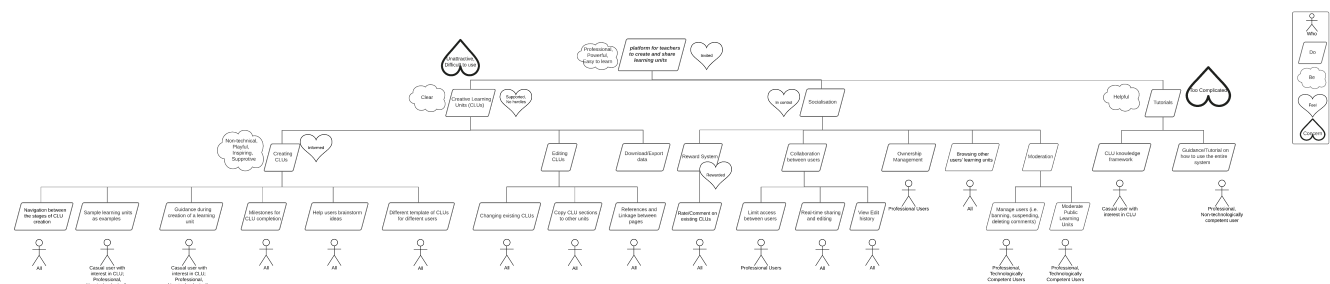 Who
Do
Be
Feel
Concern
Professional,
Powerful,
Easy to learn
platform for teachers
to create and share
learning units
Invited
Unattractive,
Difficult to use
Clear
Creative Learning
Units (CLUs)
Supported,
No hurdles
In control
Socialisation
Helpful
Tutorials
Too Complicated
Non-technical,
Playful,
Inspiring,
Supprotive
Creating
CLUs
Informed
Editing
CLUs
Download/Export
data
Reward System
Rewarded
Collaboration
between users
Ownership
Management
Browsing other
users' learning units
Moderation
CLU knowledge
framework
Guidance/Tutorial on
how to use the entire
system
Professional Users
All
Casual user with
interest in CLU
Professional,
Non-technologically
competent user
Navigation between
the stages of CLU
creation
Sample learning units
as examples
Guidance during
creation of a learning
unit
Milestones for
CLU completion
Help users brainstorm
ideas
Different template of CLUs
for different users
Changing existing CLUs
Copy CLU sections
to other units
References and
Linkage between
pages
Rate/Comment on
existing CLUs
Limit access
between users
Real-time sharing
and editing
View Edit
history
Manage users (i.e.
banning, suspending,
deleting comments)
Moderate
Public
Learning
Units
All
Casual user with
interest in CLU;
Professional,
Casual user with
interest in CLU;
Professional,
All
All
All
All
All
All
All
Professional Users
All
All
Professional,
Technologically
Competent Users
Professional,
Technologically
Competent Users